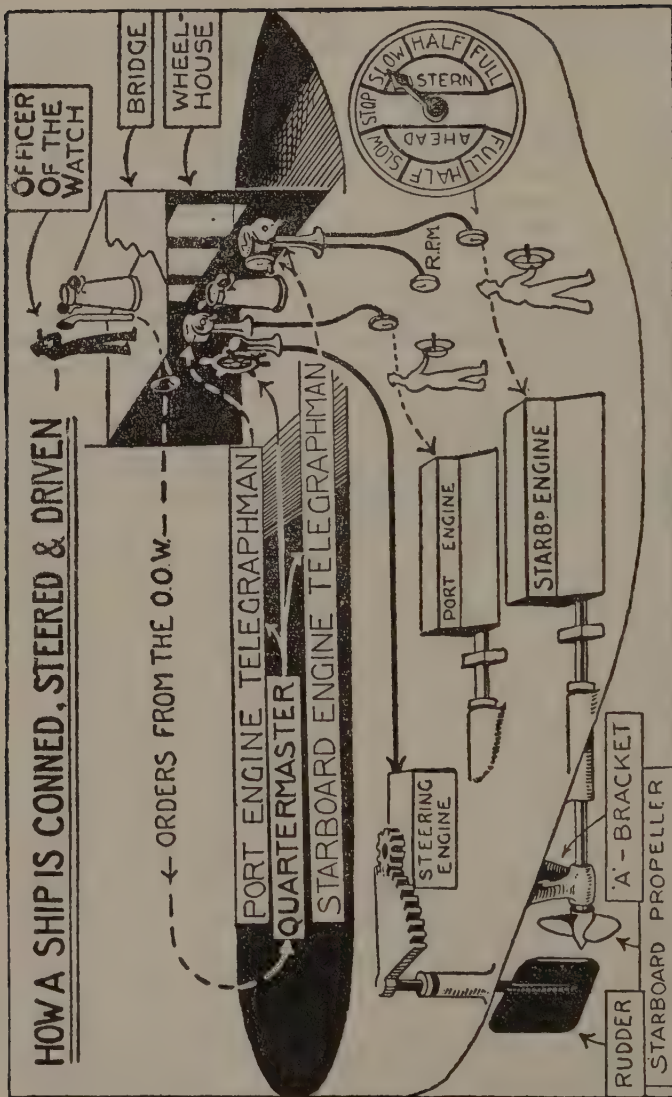 HOW A SHIP IS CONNED, STEERED & DRIVEN
OFFICER
OF THE
WATCH
BRIDGE
WHEEL-
HOUSE
ORDERS FROM THE O.O.W.
PORT ENGINE TELEGRAPHMAN
QUARTERMASTER
STARBOARD ENGINE TELEGRAPHMAN
STOP
SLOW
HALF
FULL
STERN
AHEAD
SLOW
HALF
FULL
R.P.M.
PORT ENGINE
STARBD ENGINE
STEERING
ENGINE
'A'-BRACKET
RUDDER
STARBOARD PROPELLER